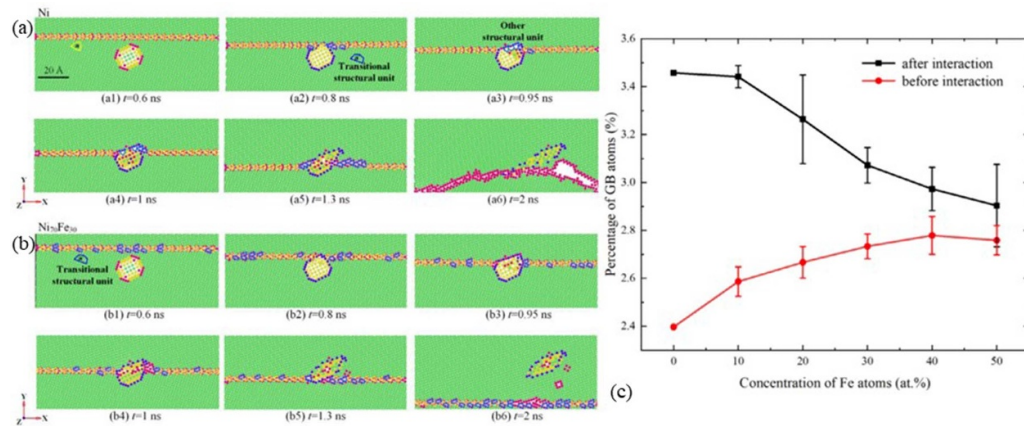 (a)
Ni
20 Å
(a1) t=0.6 ns
Transitional
structural unit
(a2) t=0.8 ns
Other
structural unit
(a3) t=0.95 ns
(a4) t=1 ns
(a5) t=1.3 ns
(a6) t=2 ns
Y
Z
X
(b)
Ni₇₀Fe₃₀
Transitional
structural unit
(b1) t=0.6 ns
(b2) t=0.8 ns
(b3) t=0.95 ns
(b4) t=1 ns
(b5) t=1.3 ns
(b6) t=2 ns
Y
Z
X
(c)
Percentage of GB atoms (%)
3.6
3.4
3.2
3.0
2.8
2.6
2.4
after interaction
before interaction
0 10 20 30 40 50
Concentration of Fe atoms (at.%)